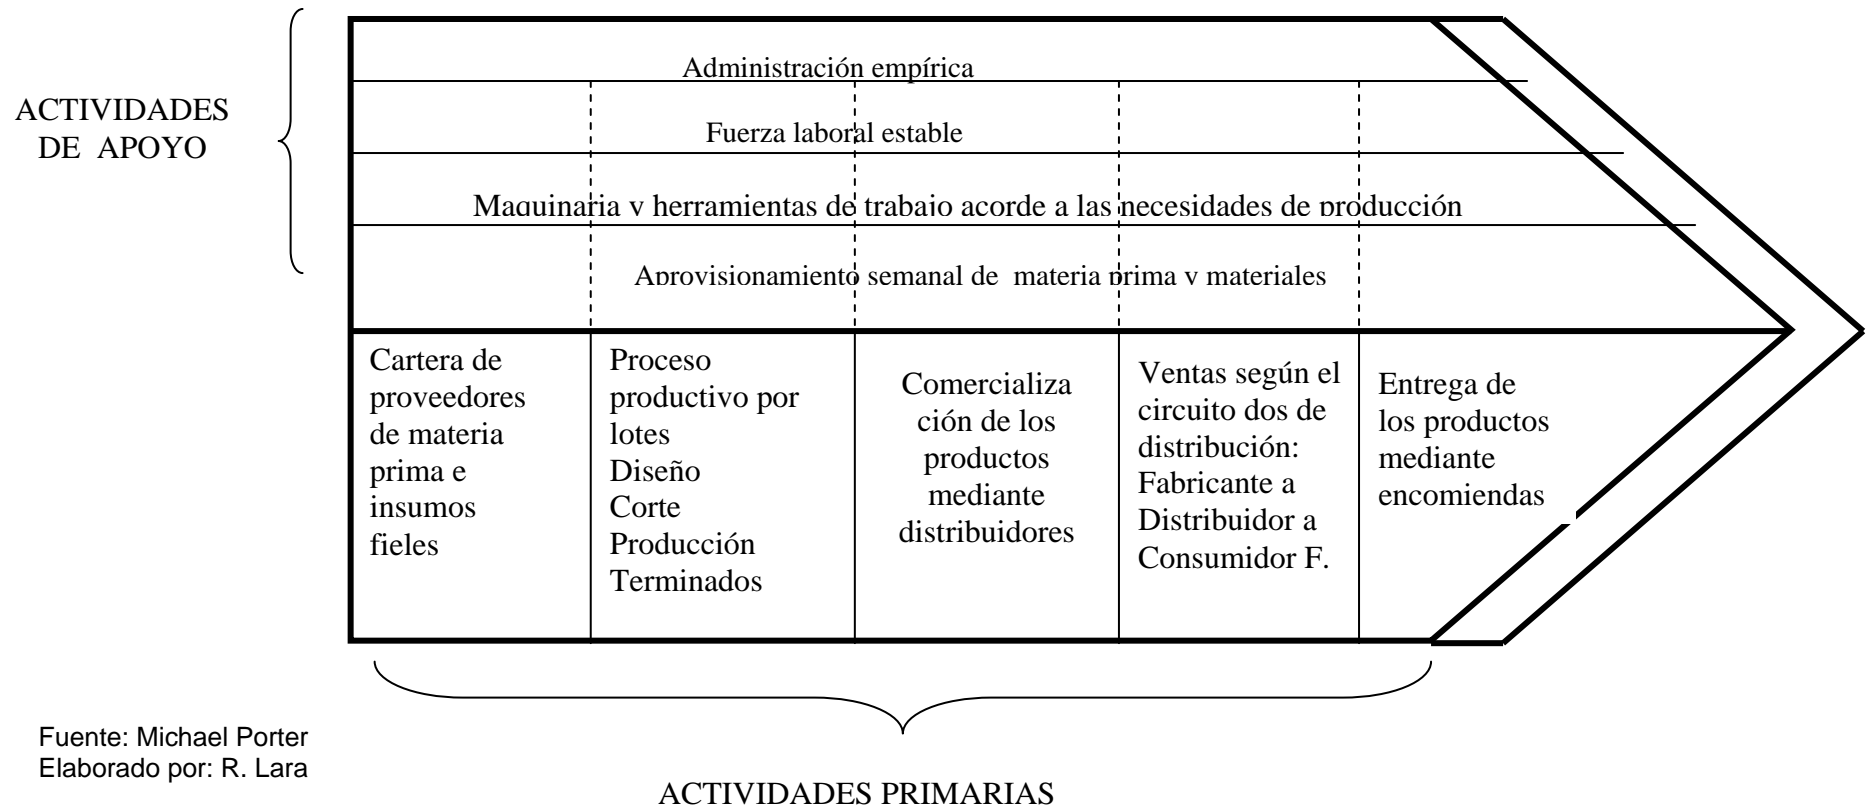 ACTIVIDADES
DE APOYO
Administración empírica
Fuerza laboral estable
Maquinaria y herramientas de trabajo acorde a las necesidades de producción
Aprovisionamiento semanal de materia prima y materiales
Cartera de
proveedores
de materia
prima e
insumos
fieles
Proceso
productivo por
lotes
Diseño
Corte
Producción
Terminados
Comercializa
ción de los
productos
mediante
distribuidores
Ventas según el
circuito dos de
distribución:
Fabricante a
Distribuidor a
Consumidor F.
Entrega de
los productos
mediante
encomiendas
Fuente: Michael Porter
Elaborado por: R. Lara
ACTIVIDADES PRIMARIAS